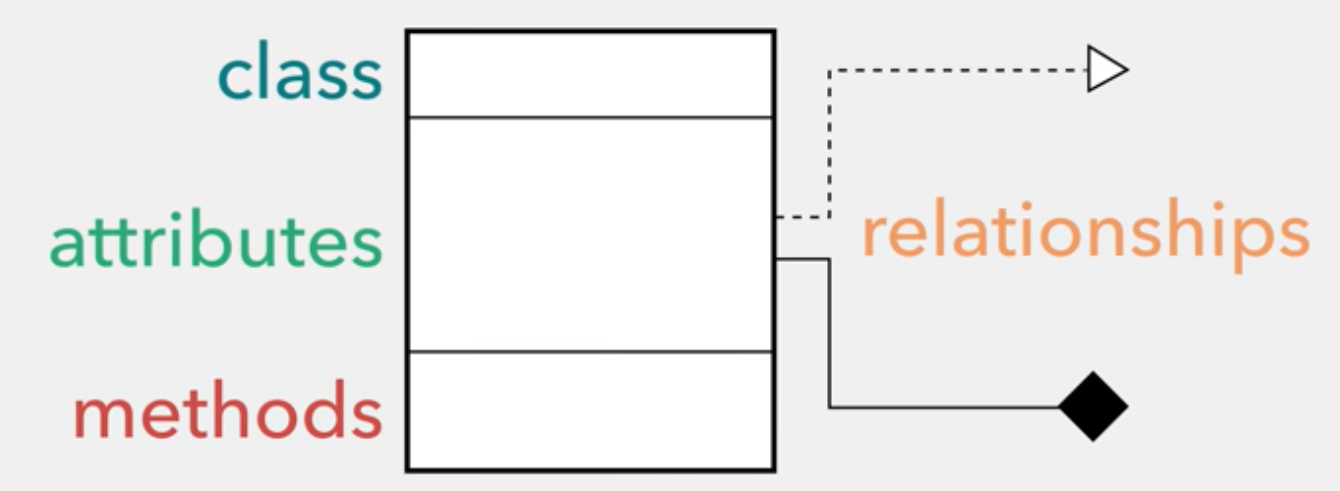 class
attributes
relationships
methods